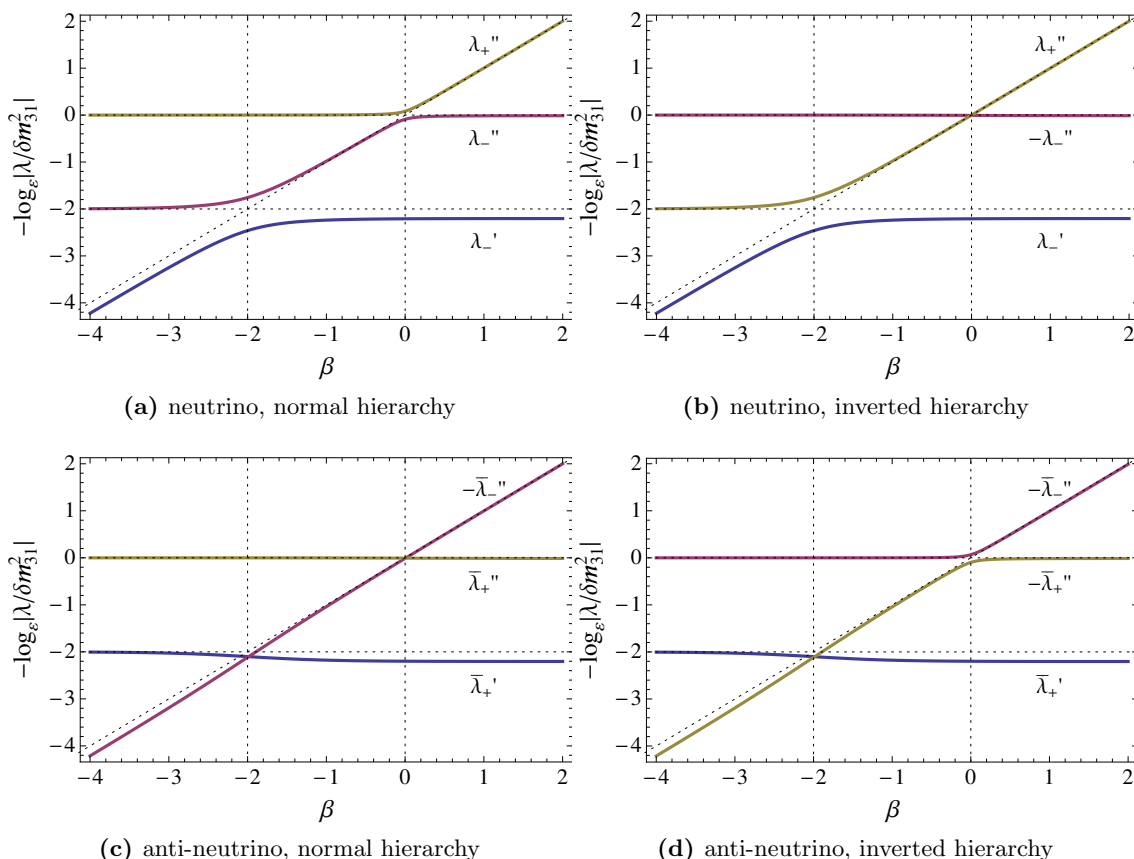 −log_ε|λ/δm²₃₁|
2
1
0
−1
−2
−3
−4
λ₊″
λ₋″
λ₋′
−4 −3 −2 −1 0 1 2
β
(a) neutrino, normal hierarchy
−log_ε|λ/δm²₃₁|
2
1
0
−1
−2
−3
−4
λ₊″
−λ₋″
λ₋′
−4 −3 −2 −1 0 1 2
β
(b) neutrino, inverted hierarchy
−log_ε|λ/δm²₃₁|
2
1
0
−1
−2
−3
−4
−λ̅₋″
λ̅₊″
λ̅₊′
−4 −3 −2 −1 0 1 2
β
(c) anti-neutrino, normal hierarchy
−log_ε|λ/δm²₃₁|
2
1
0
−1
−2
−3
−4
−λ̅₋″
−λ̅₊″
λ̅₊′
−4 −3 −2 −1 0 1 2
β
(d) anti-neutrino, inverted hierarchy